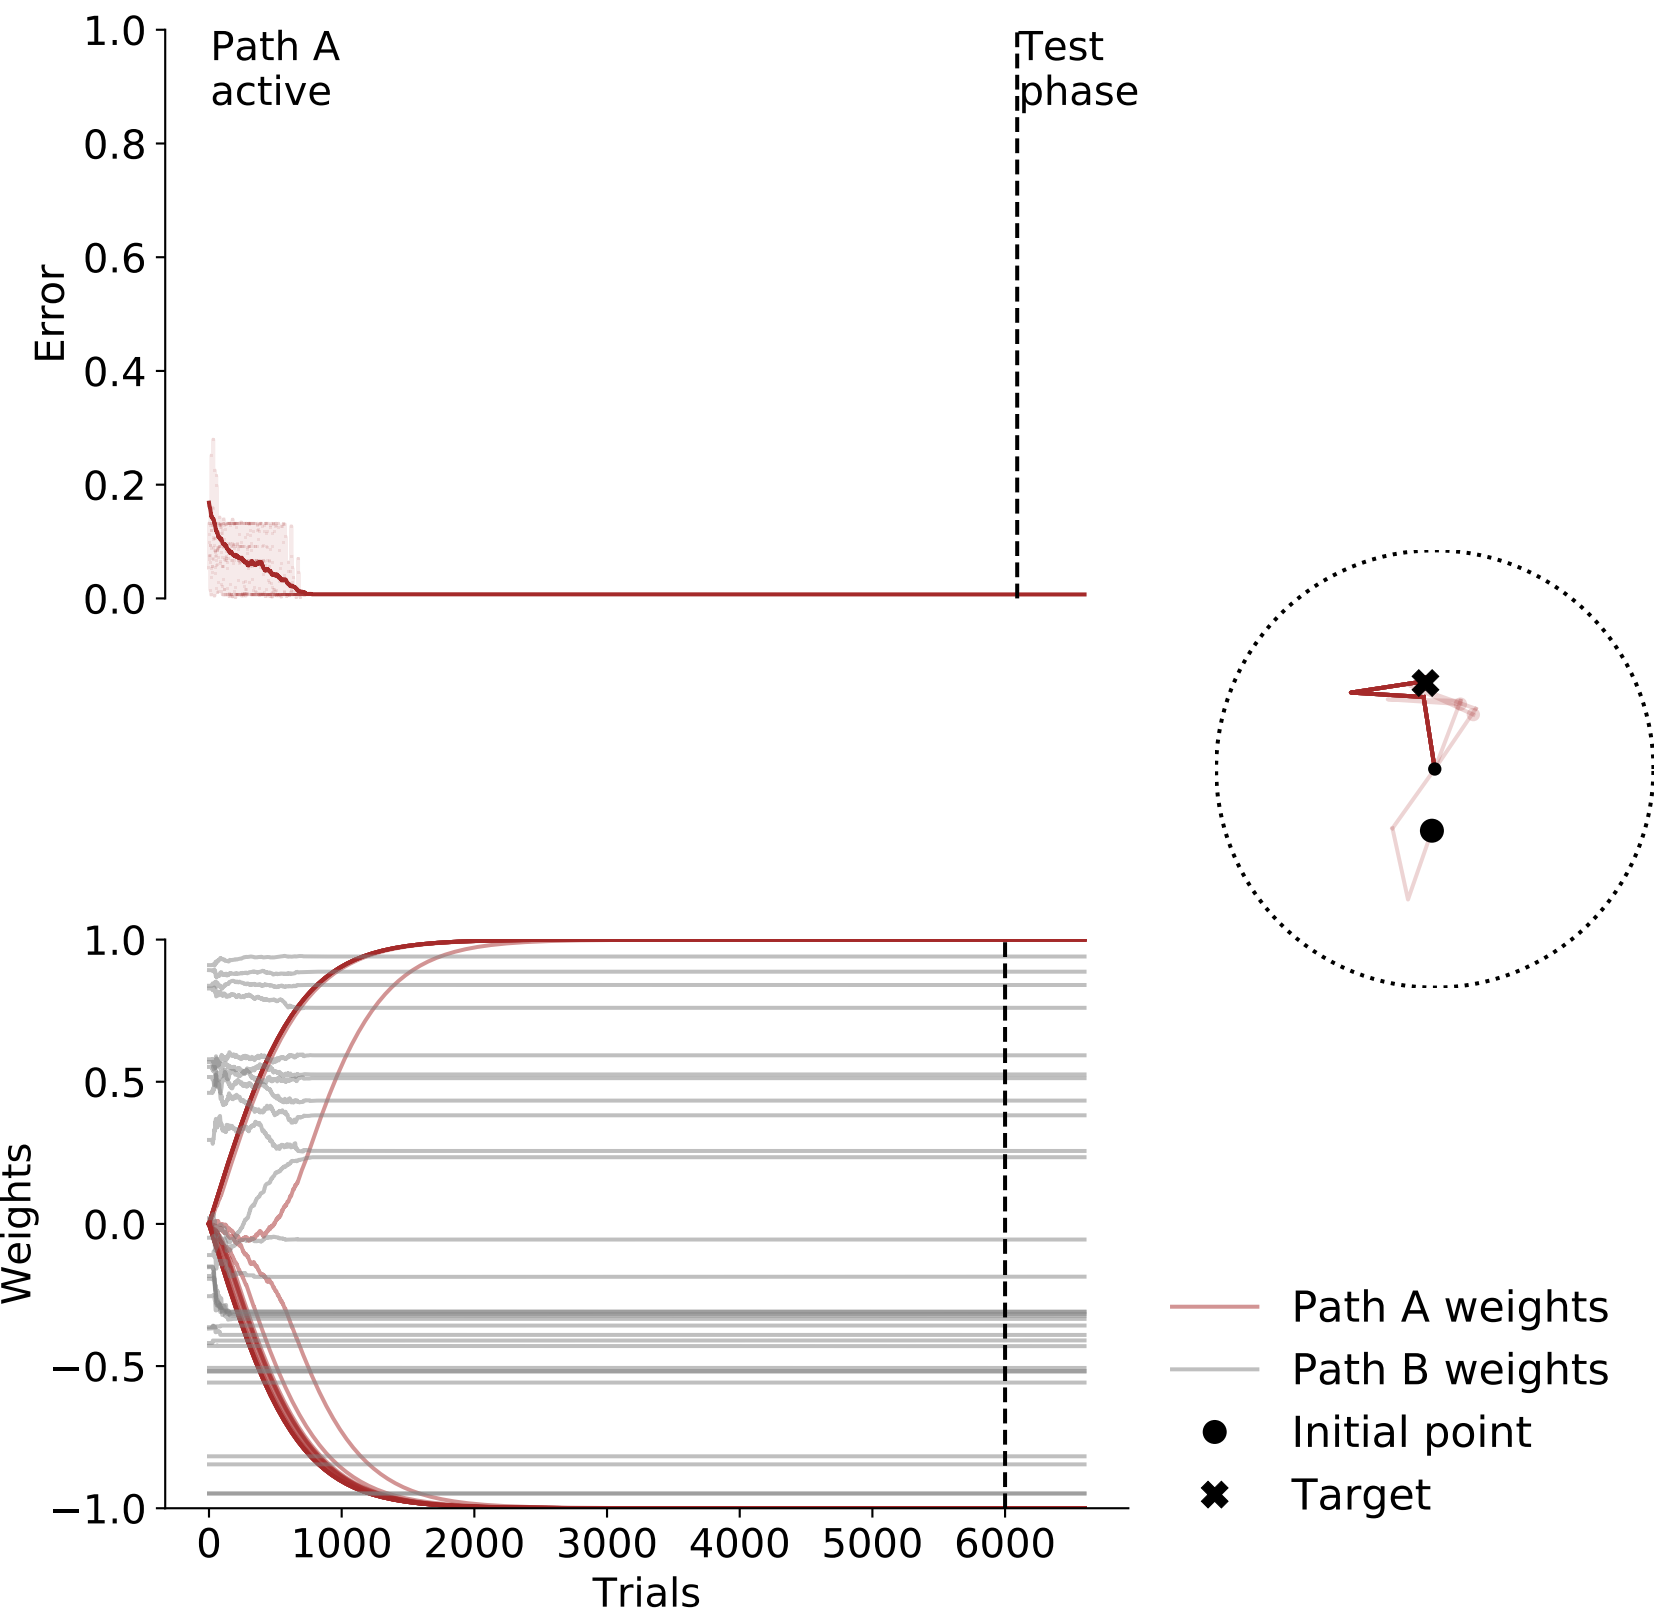 Path A
active
Test
phase
1.0
0.8
0.6
0.4
0.2
0.0
Error
1.0
0.5
0.0
−0.5
−1.0
Weights
0
1000
2000
3000
4000
5000
6000
Trials
Path A weights
Path B weights
Initial point
Target